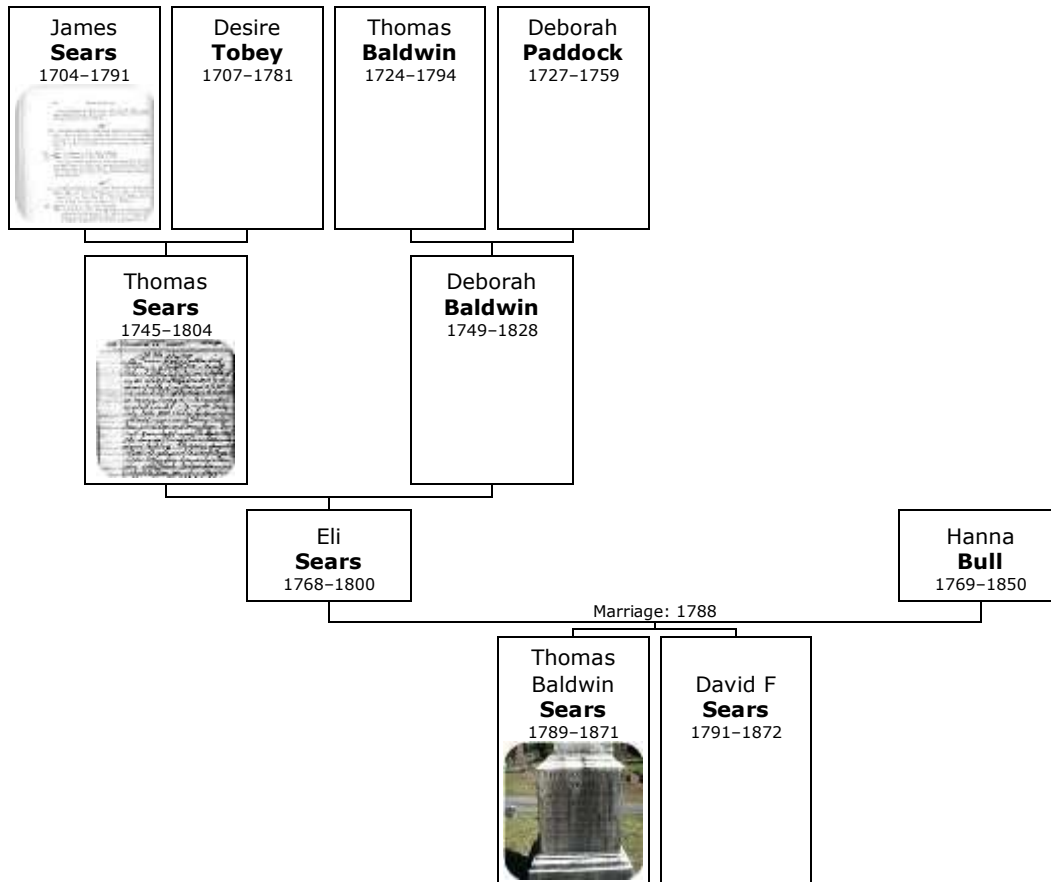 James
Sears
1704–1791
Desire
Tobey
1707–1781
Thomas
Baldwin
1724–1794
Deborah
Paddock
1727–1759
Thomas
Sears
1745–1804
Deborah
Baldwin
1749–1828
Eli
Sears
1768–1800
Hanna
Bull
1769–1850
Marriage: 1788
Thomas
Baldwin
Sears
1789–1871
David F
Sears
1791–1872